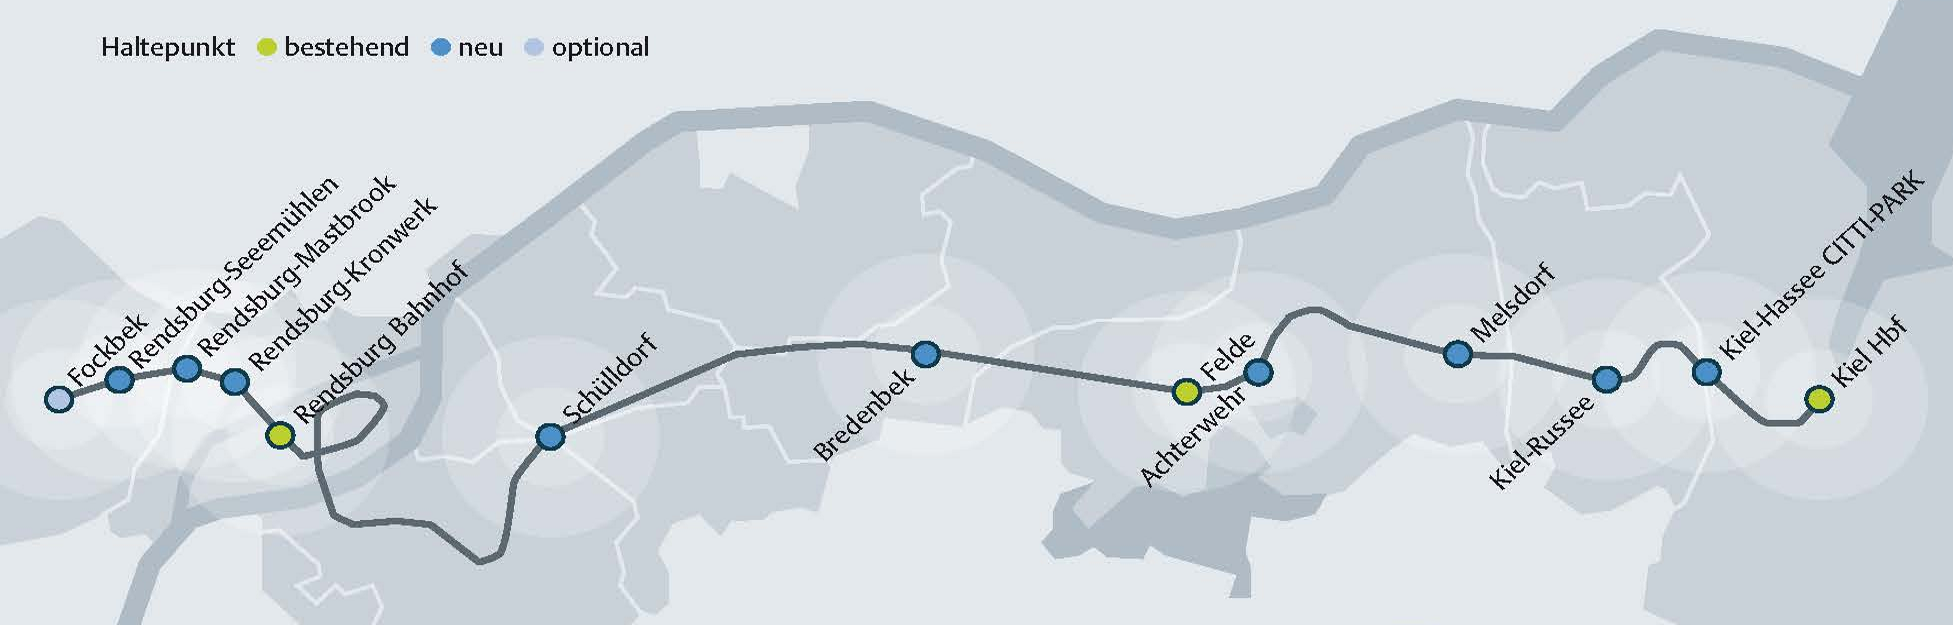 Haltepunkt bestehend neu optional
Fockbek
Rendsburg-Seeemühlen
Rendsburg-Mastbrook
Rendsburg-Kronwerk
Rendsburg Bahnhof
Schülldorf
Bredenbek
Felde
Achterwehr
Melsdorf
Kiel-Russee
Kiel-Hassee CITTI-PARK
Kiel Hbf